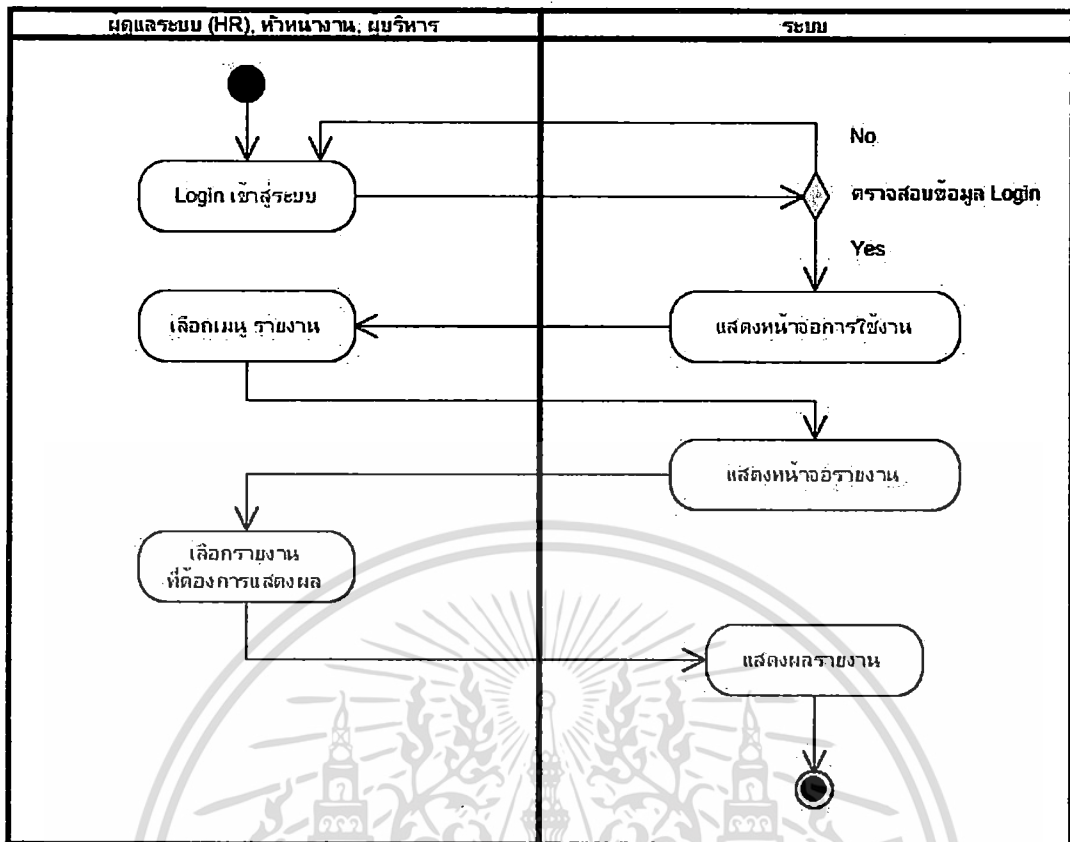 ผู้ดูแลระบบ (HR), หัวหน้างาน, ผู้บริหาร
ระบบ
No
Login เข้าสู่ระบบ
ตรวจสอบข้อมูล Login
Yes
เลือกเมนู รายงาน
แสดงหน้าจอการใช้งาน
แสดงหน้าจอรายงาน
เลือกรายงาน
ที่ต้องการแสดงผล
แสดงผลรายงาน